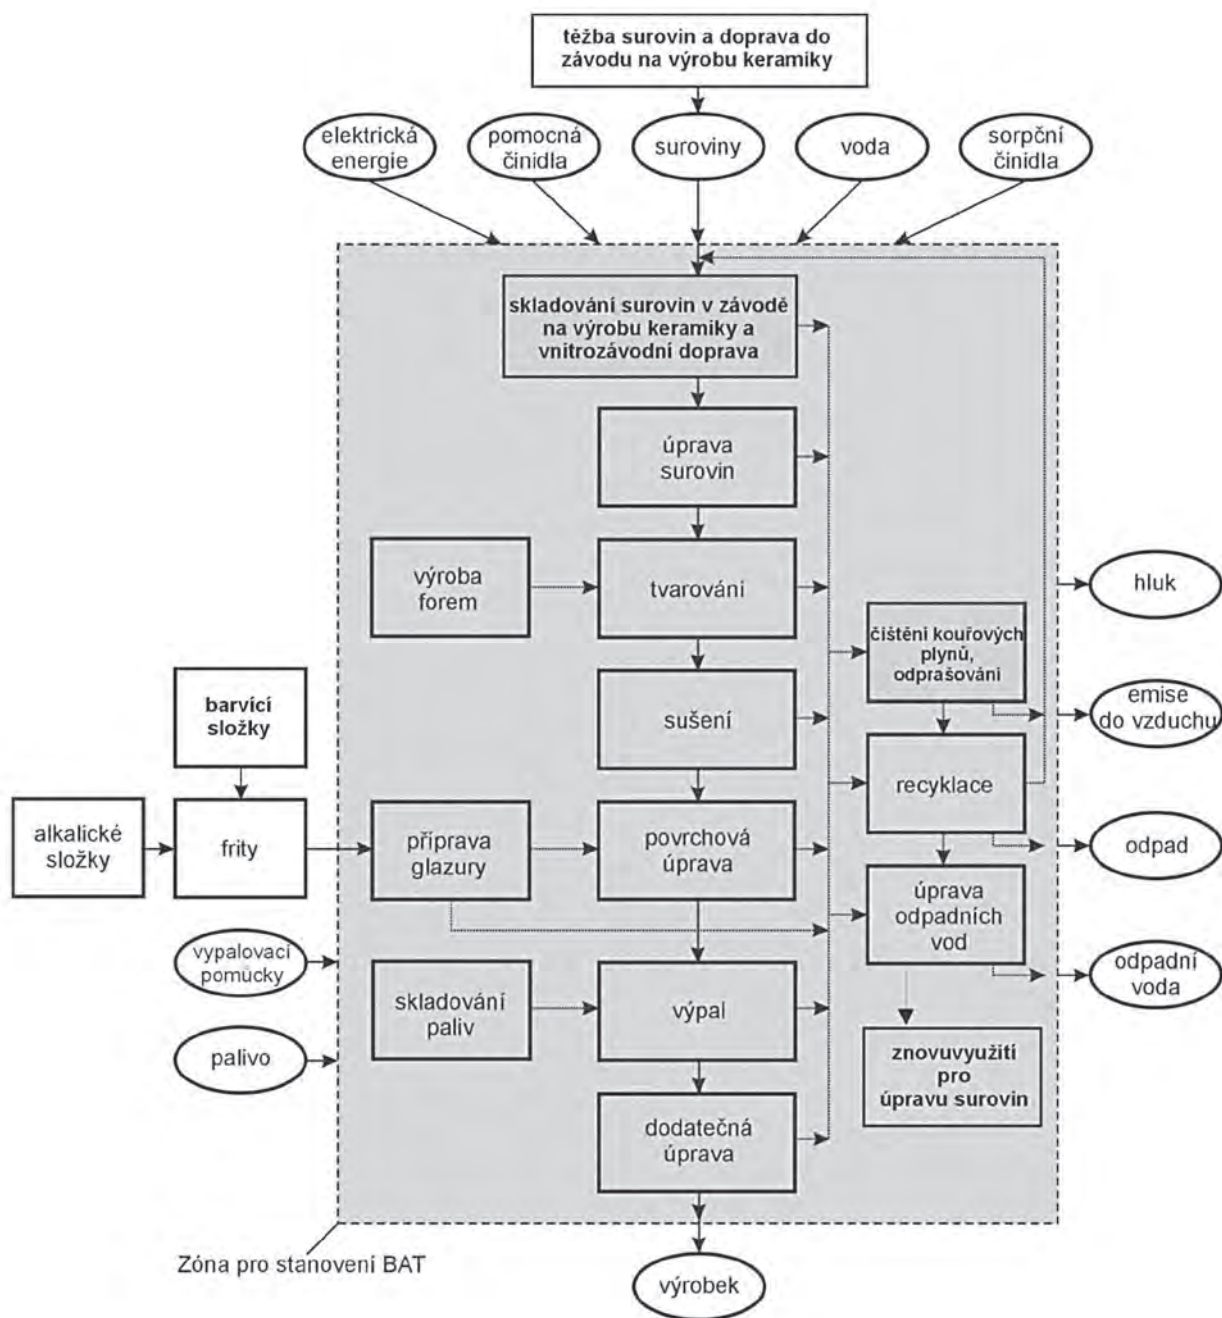 těžba surovin a doprava do
závodu na výrobu keramiky
elektrická
energie
pomocná
činidla
suroviny
voda
sorpční
činidla
skladování surovin v závodě
na výrobu keramiky a
vnitrozávodní doprava
úprava
surovin
výroba
forem
tvarování
hluk
čištění kouřových
plynů,
odprašování
barvící
složky
sušení
emise
do vzduchu
recyklace
alkalické
složky
frity
příprava
glazury
povrchová
úprava
odpad
úprava
odpadních
vod
vypalovací
pomůcky
skladování
paliv
výpal
odpadní
voda
palivo
znovuvyužití
pro
úpravu surovin
dodatečná
úprava
Zóna pro stanovení BAT
výrobek